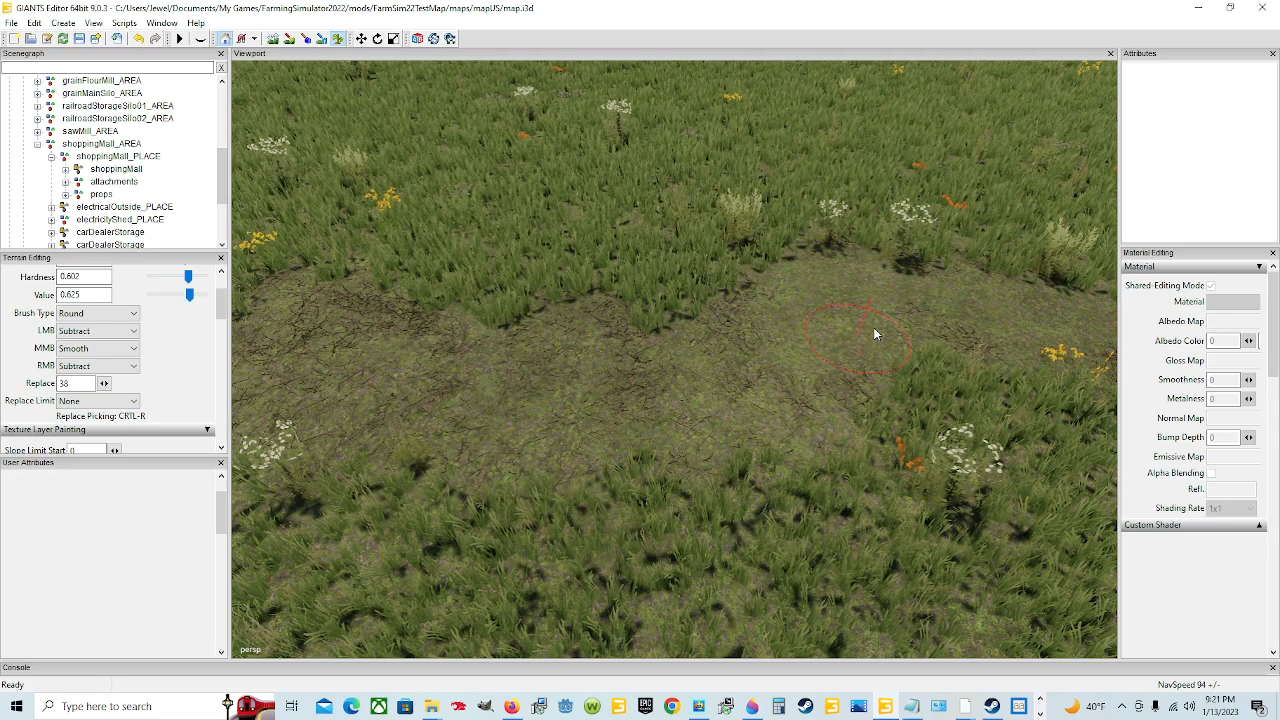 GIANTS Editor 64bit 9.0.3 - C:/Users/Jewel/Documents/My Games/FarmingSimulator2022/mods/FarmSim22TestMap/maps/mapUS/map.i3d
File Edit Create View Scripts Window Help
Scenegraph
X
grainFlourMill_AREA
grainMainSilo_AREA
railroadStorageSilo01_AREA
railroadStorageSilo02_AREA
sawMill_AREA
shoppingMall_AREA
shoppingMall_PLACE
shoppingMall
attachments
props
electricalOutside_PLACE
electricityShed_PLACE
carDealerStorage
carDealerStorage
Terrain Editing
Hardness 0.602
Value 0.625
Brush Type Round
LMB Subtract
MMB Smooth
RMB Subtract
Replace 38
Replace Limit None
Replace Picking: CRTL-R
Texture Layer Painting
Slope Limit Start 0
User Attributes
Viewport
persp
Attributes
Material Editing
Material
Shared-Editing Mode
Material
Albedo Map
Albedo Color 0
Gloss Map
Smoothness 0
Metalness 0
Normal Map
Bump Depth 0
Emissive Map
Alpha Blending
Refl.
Shading Rate 1x1
Custom Shader
Console
Ready
NavSpeed 94 +/-
Type here to search
40°F
9:21 PM
1/13/2023
2